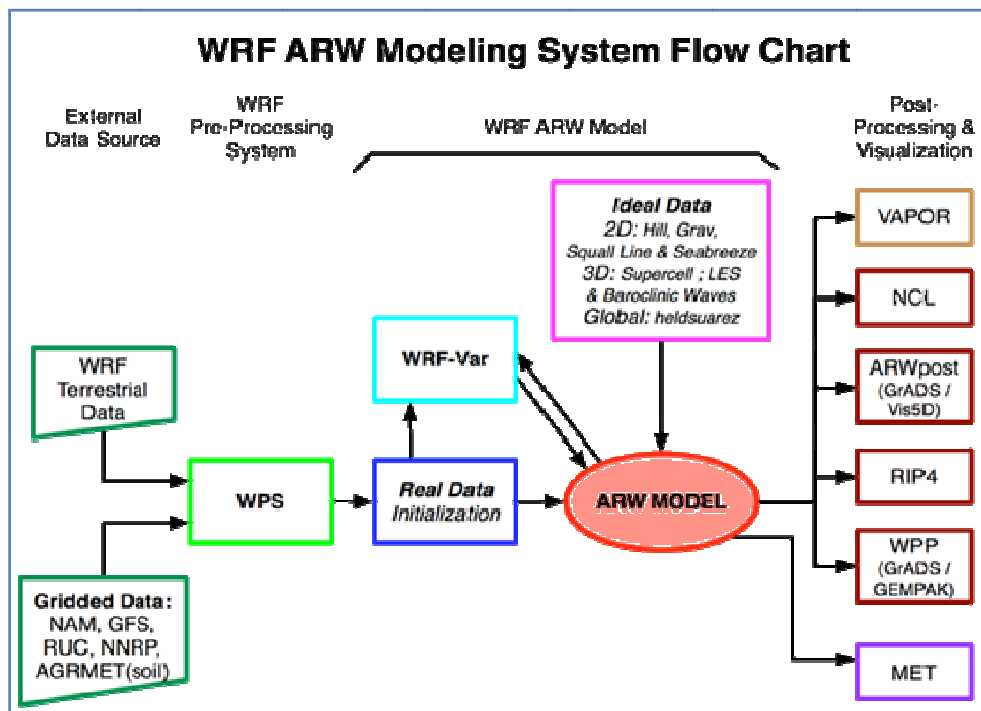 WRF ARW Modeling System Flow Chart
External
Data Source
WRF
Pre-Processing
System
WRF ARW Model
Post-
Processing &
Visualization
WRF
Terrestrial
Data
Gridded Data:
NAM, GFS,
RUC, NNRP,
AGRMET(soil)
WPS
WRF-Var
Real Data
Initialization
Ideal Data
2D: Hill, Grav,
Squall Line & Seabreeze
3D: Supercell ; LES
& Baroclinic Waves
Global: heldsuarez
ARW MODEL
VAPOR
NCL
ARWpost
(GrADS /
Vis5D)
RIP4
WPP
(GrADS /
GEMPAK)
MET